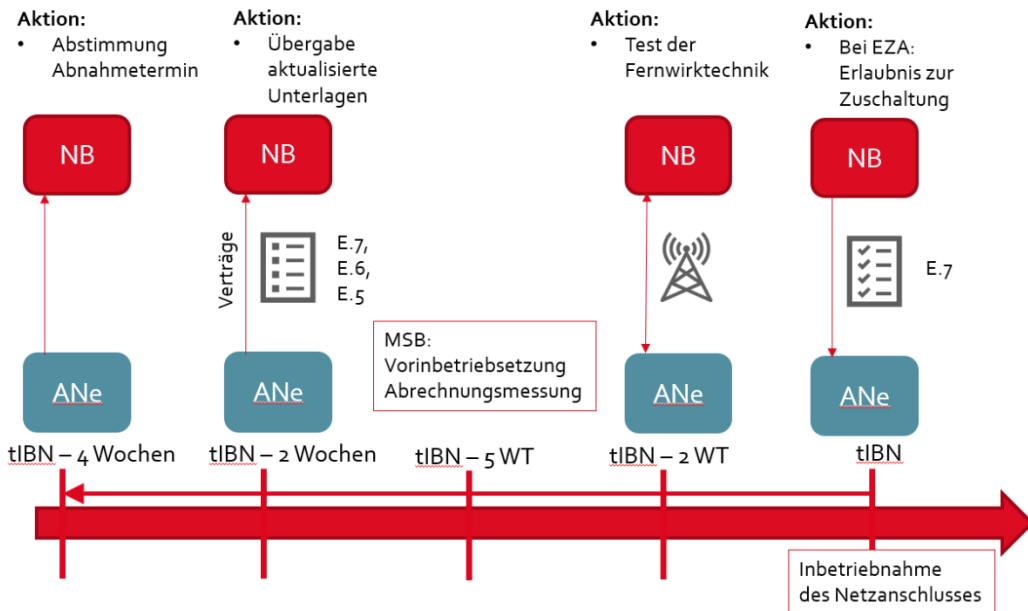 Aktion:
• Abstimmung
Abnahmetermin
Aktion:
• Übergabe
aktualisierte
Unterlagen
Aktion:
• Test der
Fernwirktechnik
Aktion:
• Bei EZA:
Erlaubnis zur
Zuschaltung
NB
NB
NB
NB
Verträge
E.7,
E.6,
E.5
E.7
MSB:
Vorinbetriebsetzung
Abrechnungsmessung
ANe
ANe
ANe
ANe
tIBN – 4 Wochen
tIBN – 2 Wochen
tIBN – 5 WT
tIBN – 2 WT
tIBN
Inbetriebnahme
des Netzanschlusses